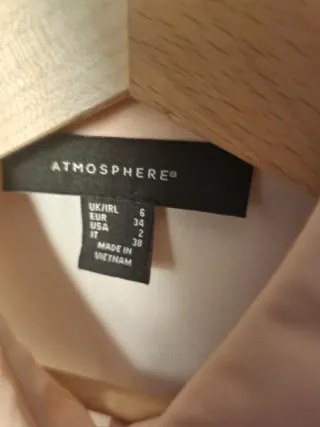 ATMOSPHERE®
UK/IRL 6
EUR 34
USA 2
IT 38
MADE IN
VIETNAM